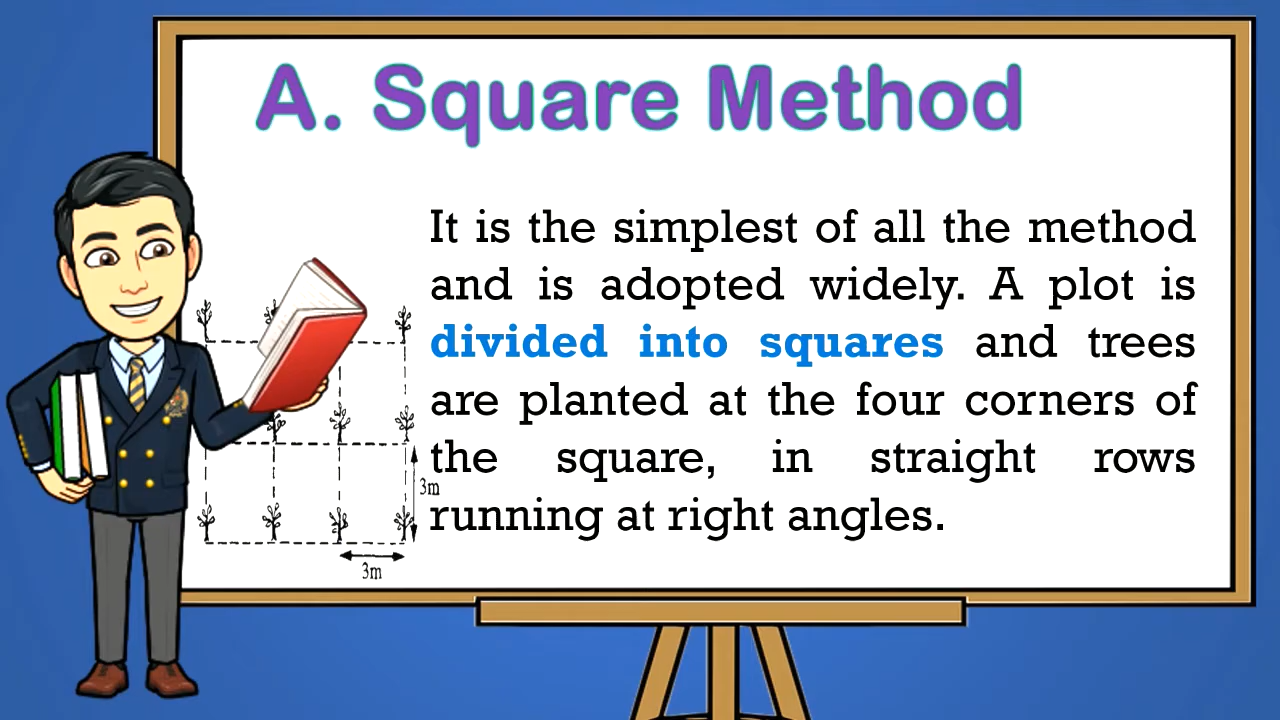 A. Square Method
It is the simplest of all the method
and is adopted widely. A plot is
divided into squares and trees
are planted at the four corners of
the square, in straight rows
running at right angles.
3m
3m